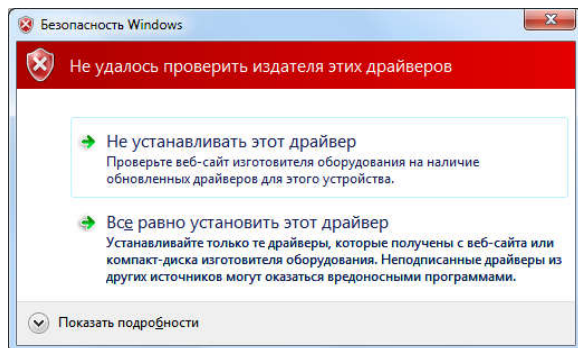 Безопасность Windows
Не удалось проверить издателя этих драйверов
Не устанавливать этот драйвер
Проверьте веб-сайт изготовителя оборудования на наличие
обновленных драйверов для этого устройства.
Все равно установить этот драйвер
Устанавливайте только те драйверы, которые получены с веб-сайта или
компакт-диска изготовителя оборудования. Неподписанные драйверы из
других источников могут оказаться вредоносными программами.
Показать подробности